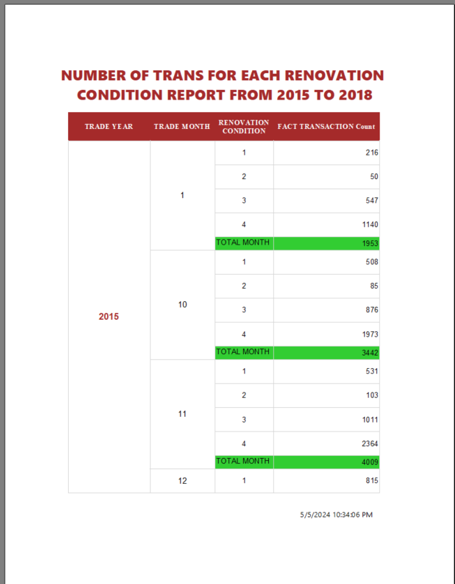 NUMBER OF TRANS FOR EACH RENOVATION
CONDITION REPORT FROM 2015 TO 2018
TRADE YEAR TRADE MONTH RENOVATION CONDITION FACT TRANSACTION Count
2015 1 1 216
2 50
3 547
4 1140
TOTAL MONTH 1953
10 1 508
2 85
3 876
4 1973
TOTAL MONTH 3442
11 1 531
2 103
3 1011
4 2364
TOTAL MONTH 4009
12 1 815
5/5/2024 10:34:06 PM